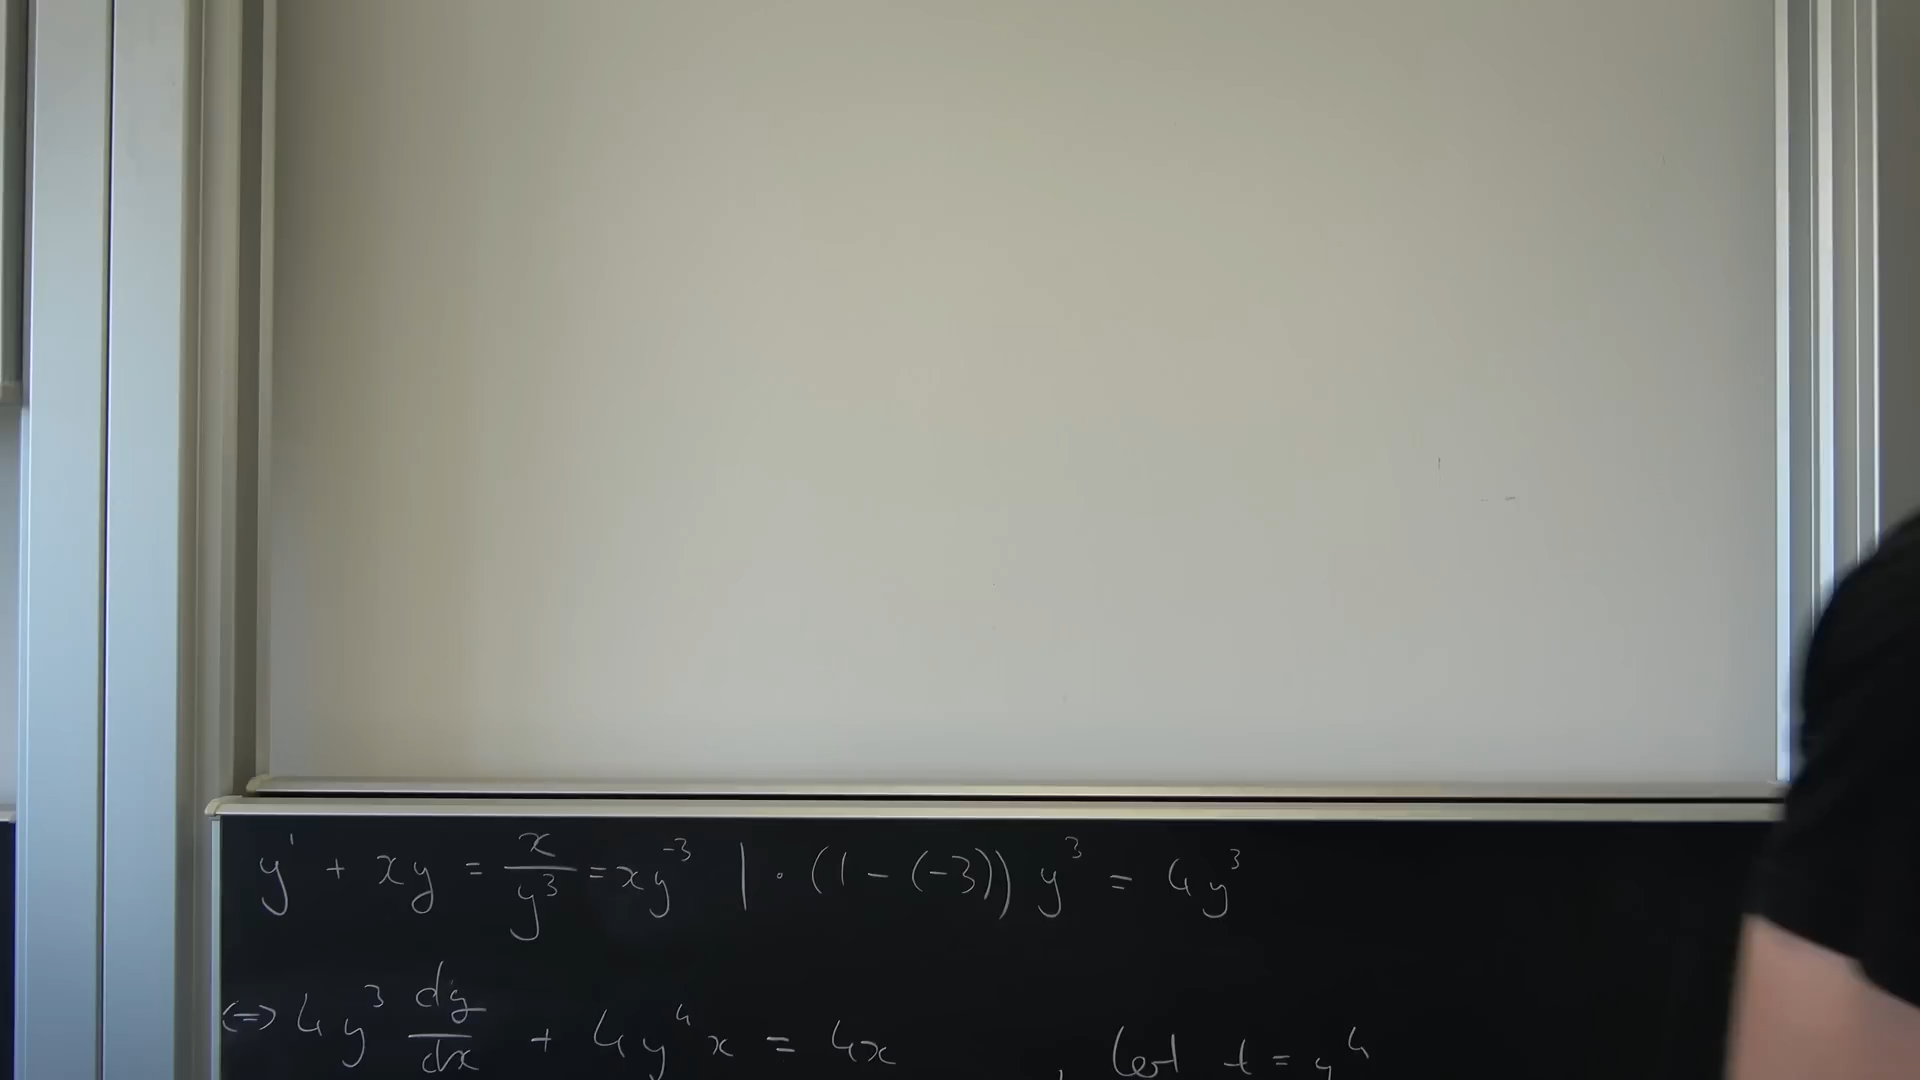 y' + xy = x/y³ = xy⁻³ | · (1 - (-3)) y³ = 4y³
⇔ 4y³ dy/dx + 4y⁴x = 4x , let t = y⁴